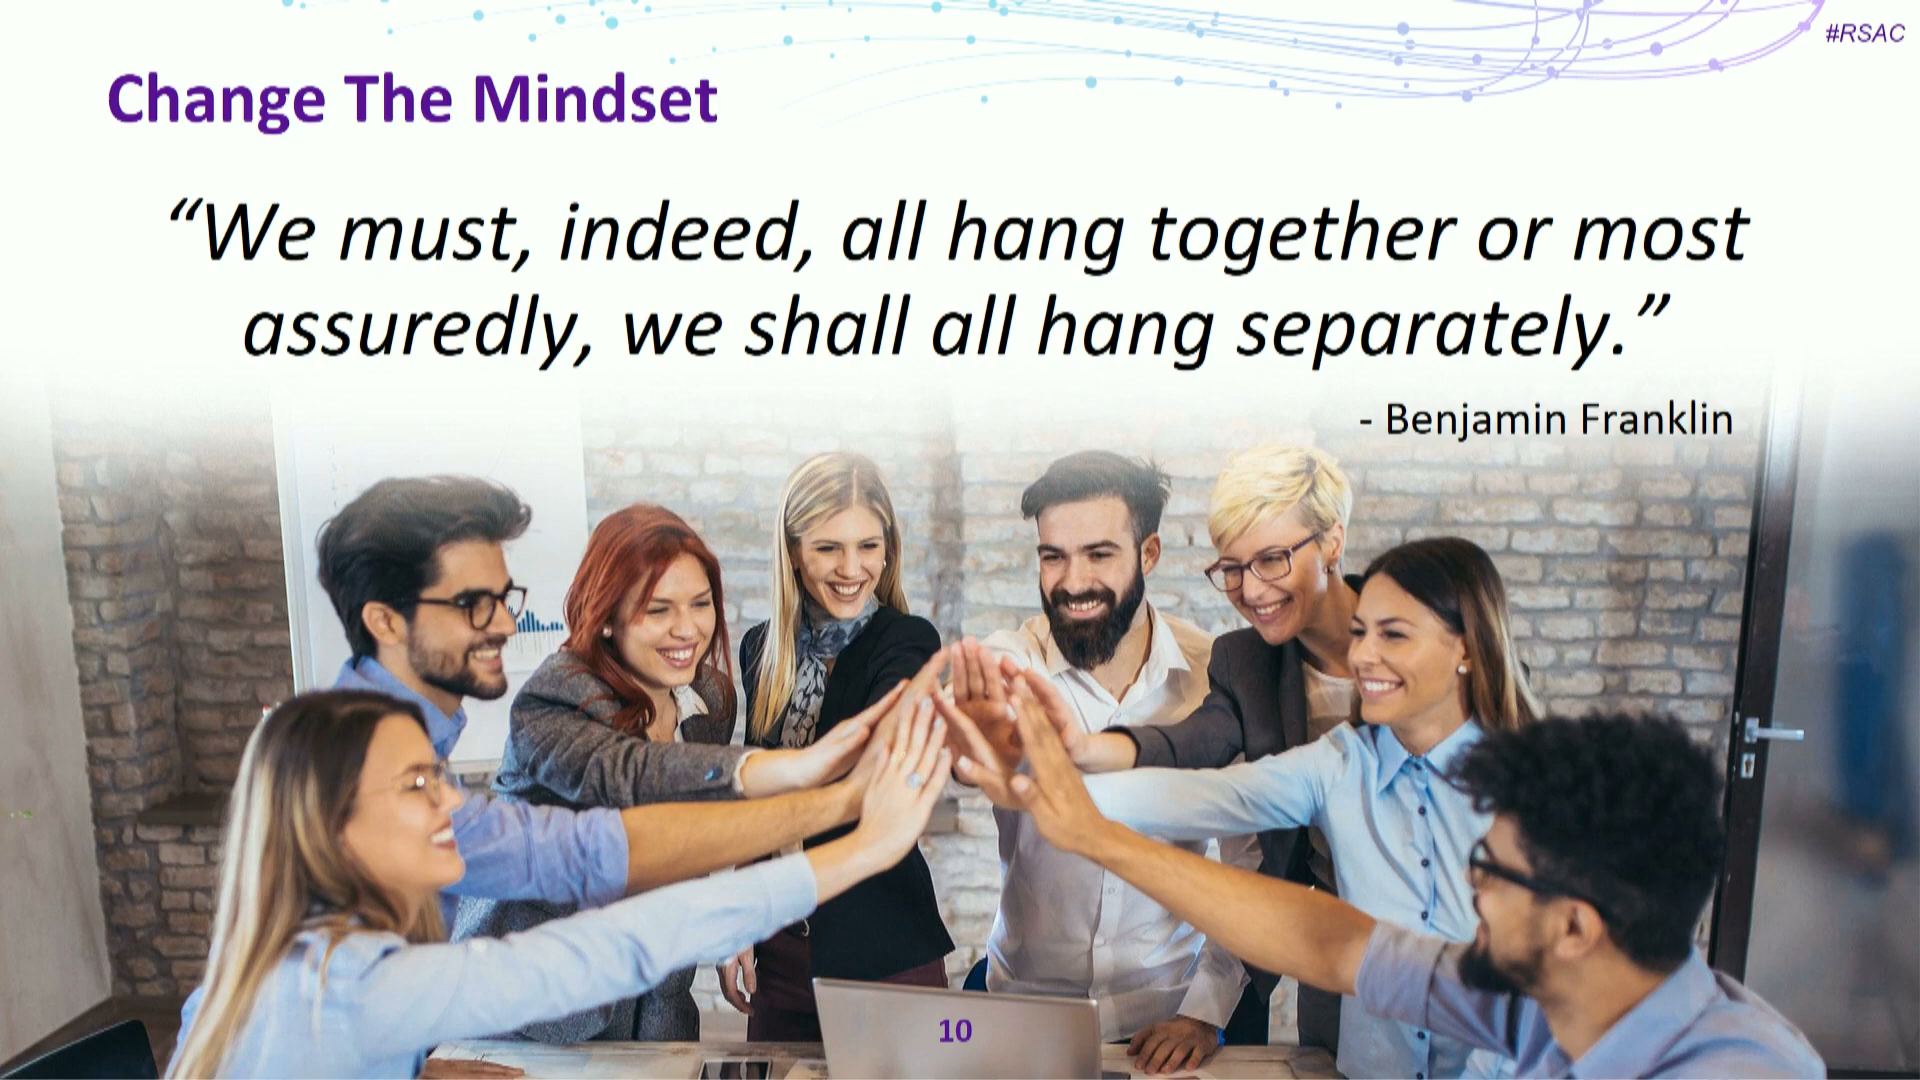 #RSAC
Change The Mindset
“We must, indeed, all hang together or most
assuredly, we shall all hang separately.”
- Benjamin Franklin
10